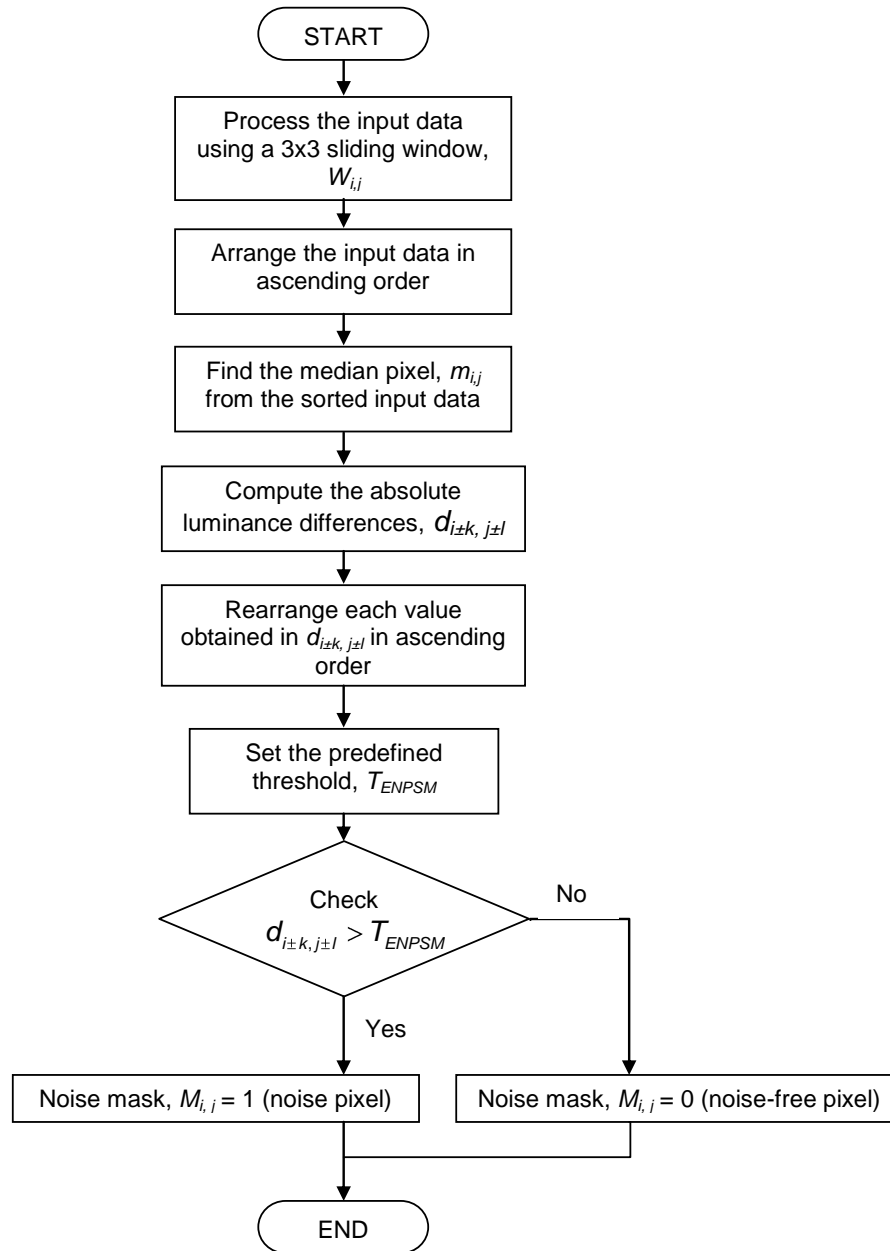 START
Process the input data
using a 3x3 sliding window,
W_{i,j}
Arrange the input data in
ascending order
Find the median pixel, m_{i,j}
from the sorted input data
Compute the absolute
luminance differences, d_{i±k, j±l}
Rearrange each value
obtained in d_{i±k, j±l} in ascending
order
Set the predefined
threshold, T_{ENPSM}
Check
d_{i±k, j±l} > T_{ENPSM}
No
Yes
Noise mask, M_{i, j} = 1 (noise pixel)
Noise mask, M_{i, j} = 0 (noise-free pixel)
END